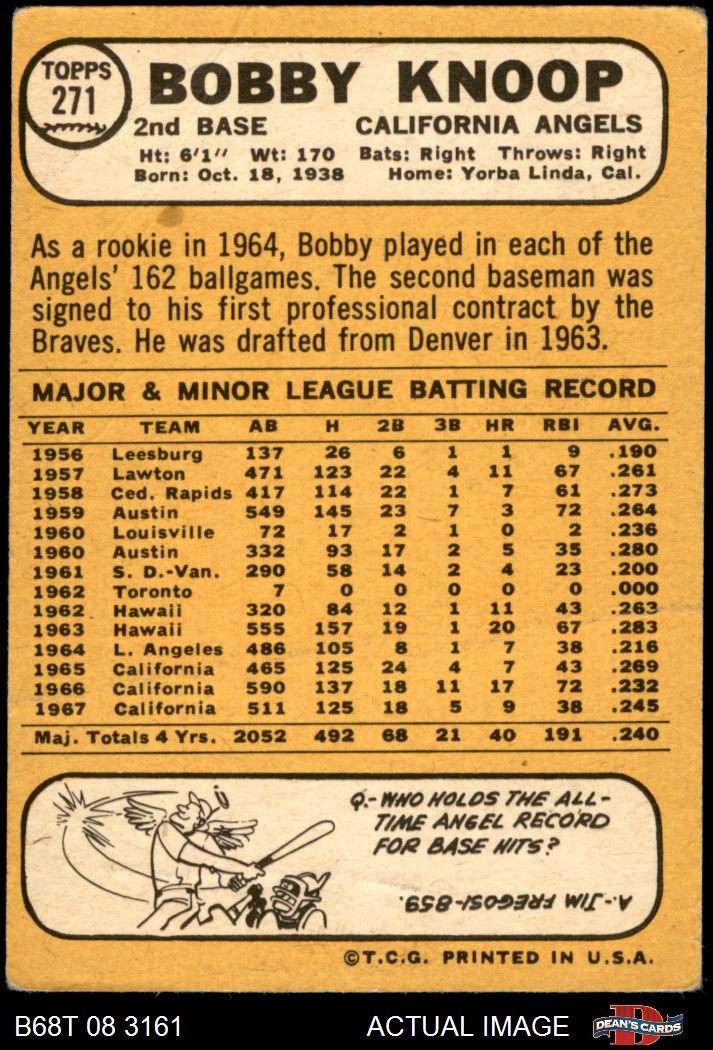 TOPPS
271
BOBBY KNOOP
2nd BASE CALIFORNIA ANGELS
Ht: 6'1" Wt: 170 Bats: Right Throws: Right
Born: Oct. 18, 1938 Home: Yorba Linda, Cal.
As a rookie in 1964, Bobby played in each of the
Angels' 162 ballgames. The second baseman was
signed to his first professional contract by the
Braves. He was drafted from Denver in 1963.
MAJOR & MINOR LEAGUE BATTING RECORD
YEAR TEAM AB H 2B 3B HR RBI AVG.
1956 Leesburg 137 26 6 1 1 9 .190
1957 Lawton 471 123 22 4 11 67 .261
1958 Ced. Rapids 417 114 22 1 7 61 .273
1959 Austin 549 145 23 7 3 72 .264
1960 Louisville 72 17 2 1 0 2 .236
1960 Austin 332 93 17 2 5 35 .280
1961 S. D.-Van. 290 58 14 2 4 23 .200
1962 Toronto 7 0 0 0 0 0 .000
1962 Hawaii 320 84 12 1 11 43 .263
1963 Hawaii 555 157 19 1 20 67 .283
1964 L. Angeles 486 105 8 1 7 38 .216
1965 California 465 125 24 4 7 43 .269
1966 California 590 137 18 11 17 72 .232
1967 California 511 125 18 5 9 38 .245
Maj. Totals 4 Yrs. 2052 492 68 21 40 191 .240
Q.-WHO HOLDS THE ALL-
TIME ANGEL RECORD
FOR BASE HITS?
A.-JIM FREGOSI-859.
©T.C.G. PRINTED IN U.S.A.
B68T 08 3161 ACTUAL IMAGE
D
DEAN'S CARDS